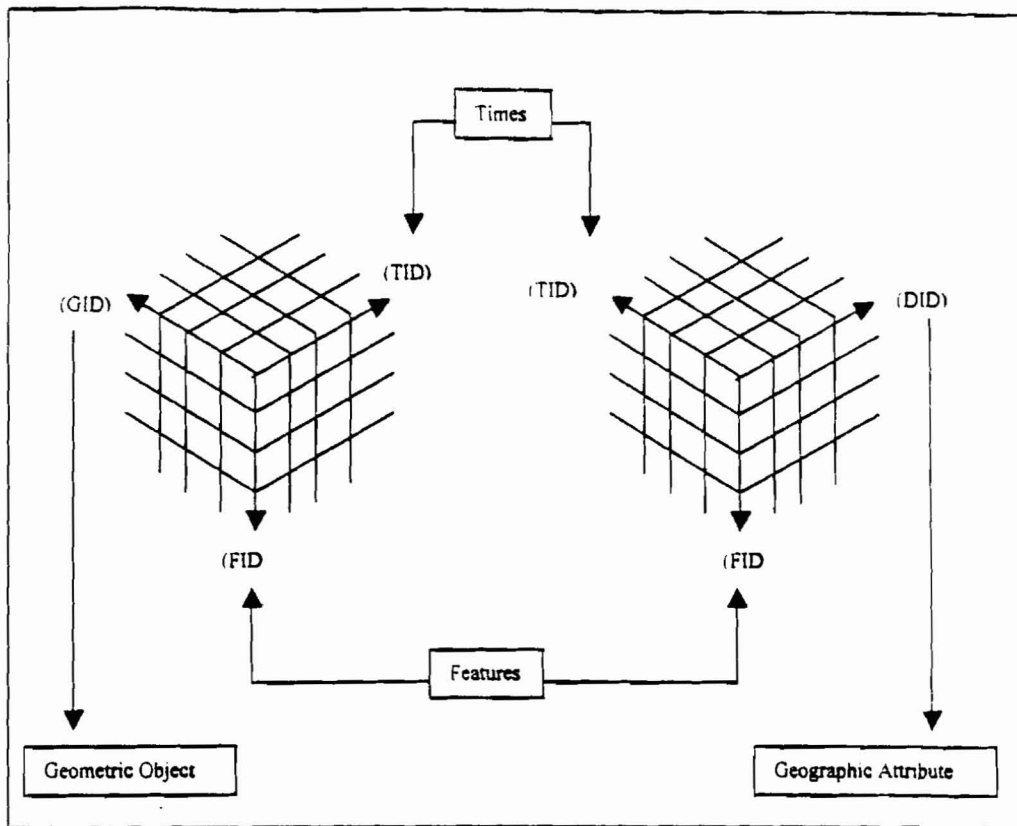 Times
(TID)
(GID)
(TID)
(DID)
(FID
(FID
Features
Geometric Object
Geographic Attribute